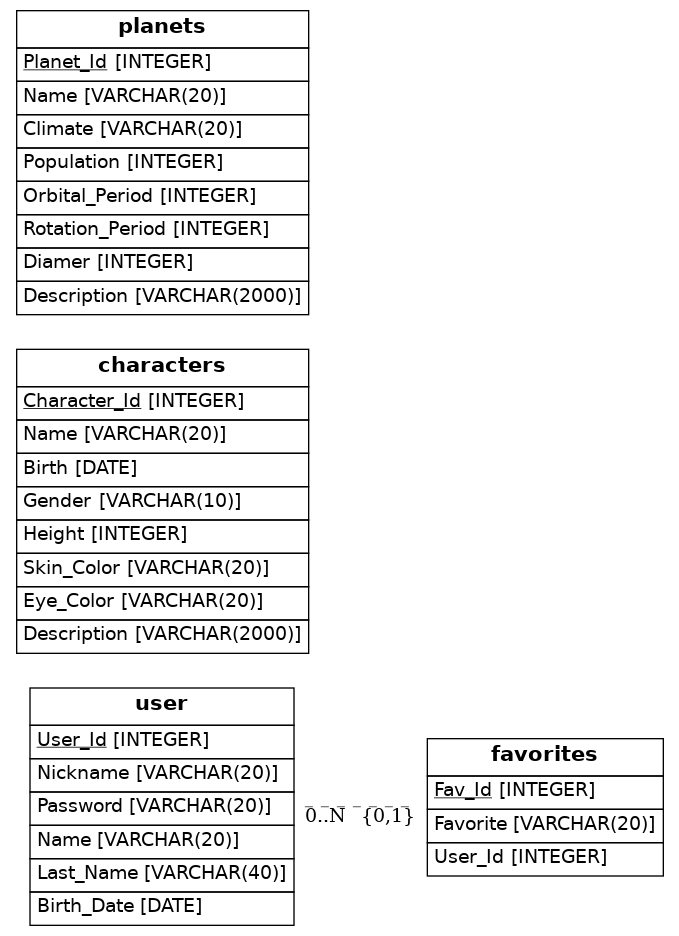 planets
Planet_Id [INTEGER]
Name [VARCHAR(20)]
Climate [VARCHAR(20)]
Population [INTEGER]
Orbital_Period [INTEGER]
Rotation_Period [INTEGER]
Diamer [INTEGER]
Description [VARCHAR(2000)]
characters
Character_Id [INTEGER]
Name [VARCHAR(20)]
Birth [DATE]
Gender [VARCHAR(10)]
Height [INTEGER]
Skin_Color [VARCHAR(20)]
Eye_Color [VARCHAR(20)]
Description [VARCHAR(2000)]
user
User_Id [INTEGER]
Nickname [VARCHAR(20)]
Password [VARCHAR(20)]
Name [VARCHAR(20)]
Last_Name [VARCHAR(40)]
Birth_Date [DATE]
0..N {0,1}
favorites
Fav_Id [INTEGER]
Favorite [VARCHAR(20)]
User_Id [INTEGER]